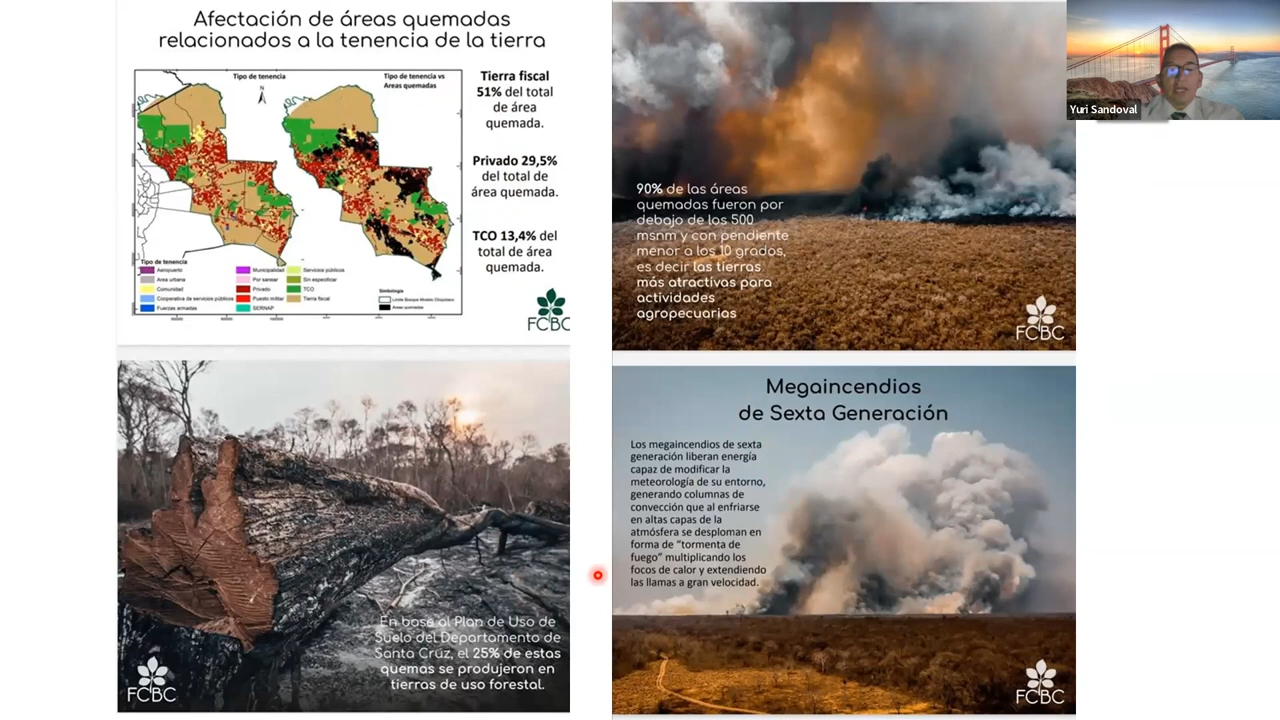 Afectación de áreas quemadas
relacionados a la tenencia de la tierra
Tipo de tenencia
N
Tipo de tenencia vs
Areas quemadas
Tierra fiscal
51% del total
de área
quemada.
Privado 29,5%
del total de
área quemada.
TCO 13,4% del
total de área
quemada.
Tipo de tenencia
Aeropuerto
Area urbana
Comunidad
Cooperativa de servicios públicos
Fuerzas armadas
Municipalidad
Por sanear
Privado
Puesto militar
SERNAP
Servicios públicos
Sin especificar
TCO
Tierra fiscal
Simbología
Limite Bosque Modelo Chiquitano
Areas quemadas
FCBC
90% de las áreas
quemadas fueron por
debajo de los 500
msnm y con pendiente
menor a los 10 grados,
es decir las tierras
más atractivas para
actividades
agropecuarias
FCBC
Yuri Sandoval
En base al Plan de Uso de
Suelo del Departamento de
Santa Cruz, el 25% de estas
quemas se produjeron en
tierras de uso forestal.
FCBC
Megaincendios
de Sexta Generación
Los megaincendios de sexta
generación liberan energía
capaz de modificar la
meteorología de su entorno,
generando columnas de
convección que al enfriarse
en altas capas de la
atmósfera se desploman en
forma de “tormenta de
fuego” multiplicando los
focos de calor y extendiendo
las llamas a gran velocidad.
FCBC